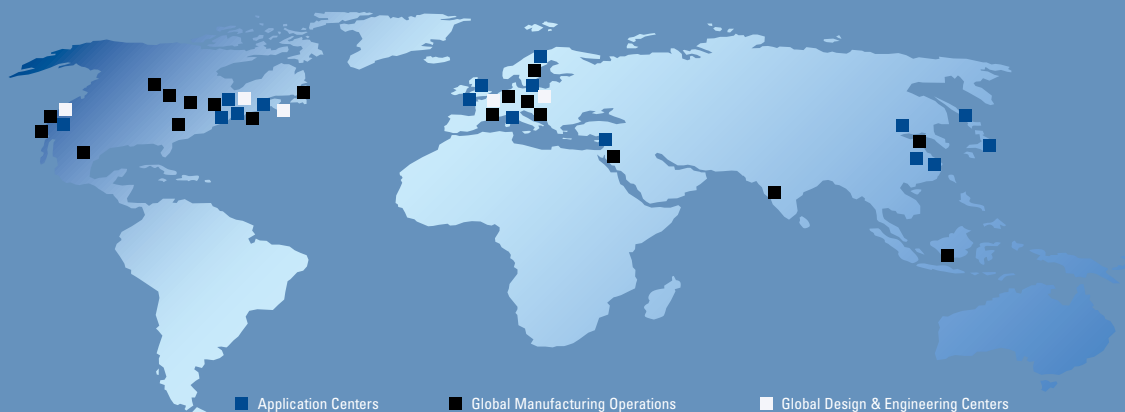 Application Centers
Global Manufacturing Operations
Global Design & Engineering Centers